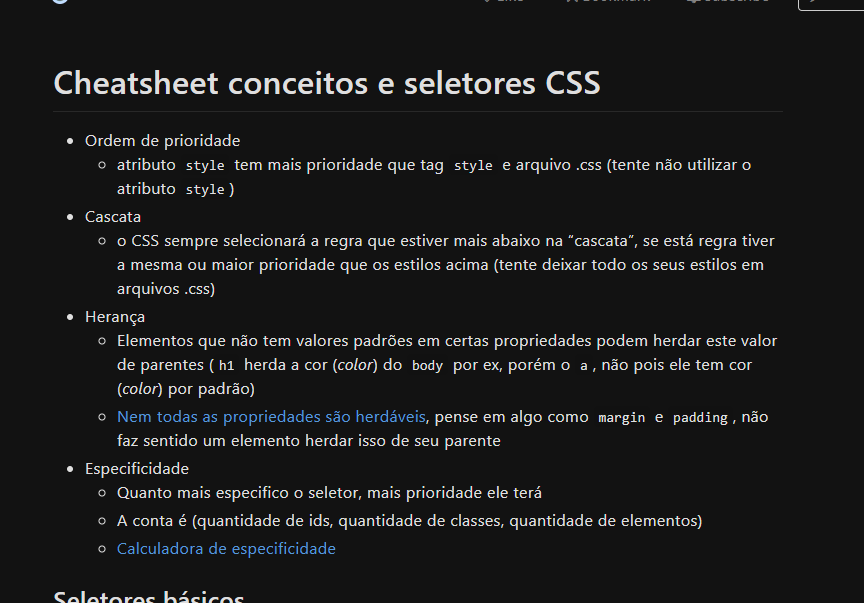 Cheatsheet conceitos e seletores CSS
Ordem de prioridade
atributo style tem mais prioridade que tag style e arquivo .css (tente não utilizar o
atributo style )
Cascata
o CSS sempre selecionará a regra que estiver mais abaixo na “cascata”, se está regra tiver
a mesma ou maior prioridade que os estilos acima (tente deixar todo os seus estilos em
arquivos .css)
Herança
Elementos que não tem valores padrões em certas propriedades podem herdar este valor
de parentes ( h1 herda a cor (color) do body por ex, porém o a , não pois ele tem cor
(color) por padrão)
Nem todas as propriedades são herdáveis, pense em algo como margin e padding , não
faz sentido um elemento herdar isso de seu parente
Especificidade
Quanto mais especifico o seletor, mais prioridade ele terá
A conta é (quantidade de ids, quantidade de classes, quantidade de elementos)
Calculadora de especificidade
Seletores básicos